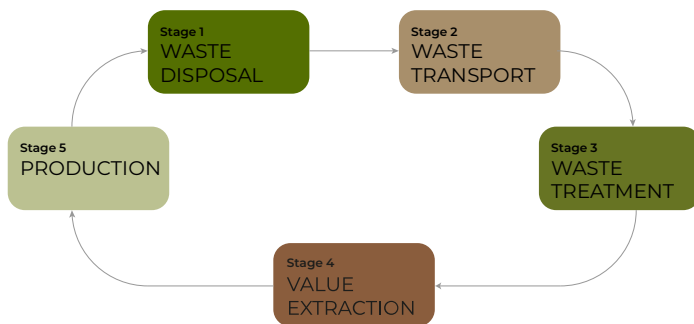 Stage 1
WASTE
DISPOSAL
Stage 2
WASTE
TRANSPORT
Stage 3
WASTE
TREATMENT
Stage 4
VALUE
EXTRACTION
Stage 5
PRODUCTION